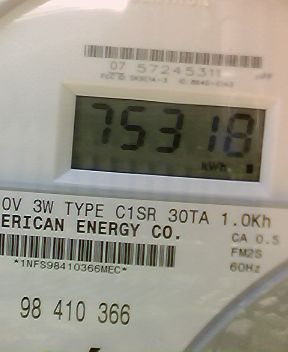 07 57245311
75318
kWh
0V 3W TYPE C1SR 30TA 1.0Kh
ERICAN ENERGY CO.
CA 0.5
FM2S
60Hz
*1NFS98410366MEC*
98 410 366